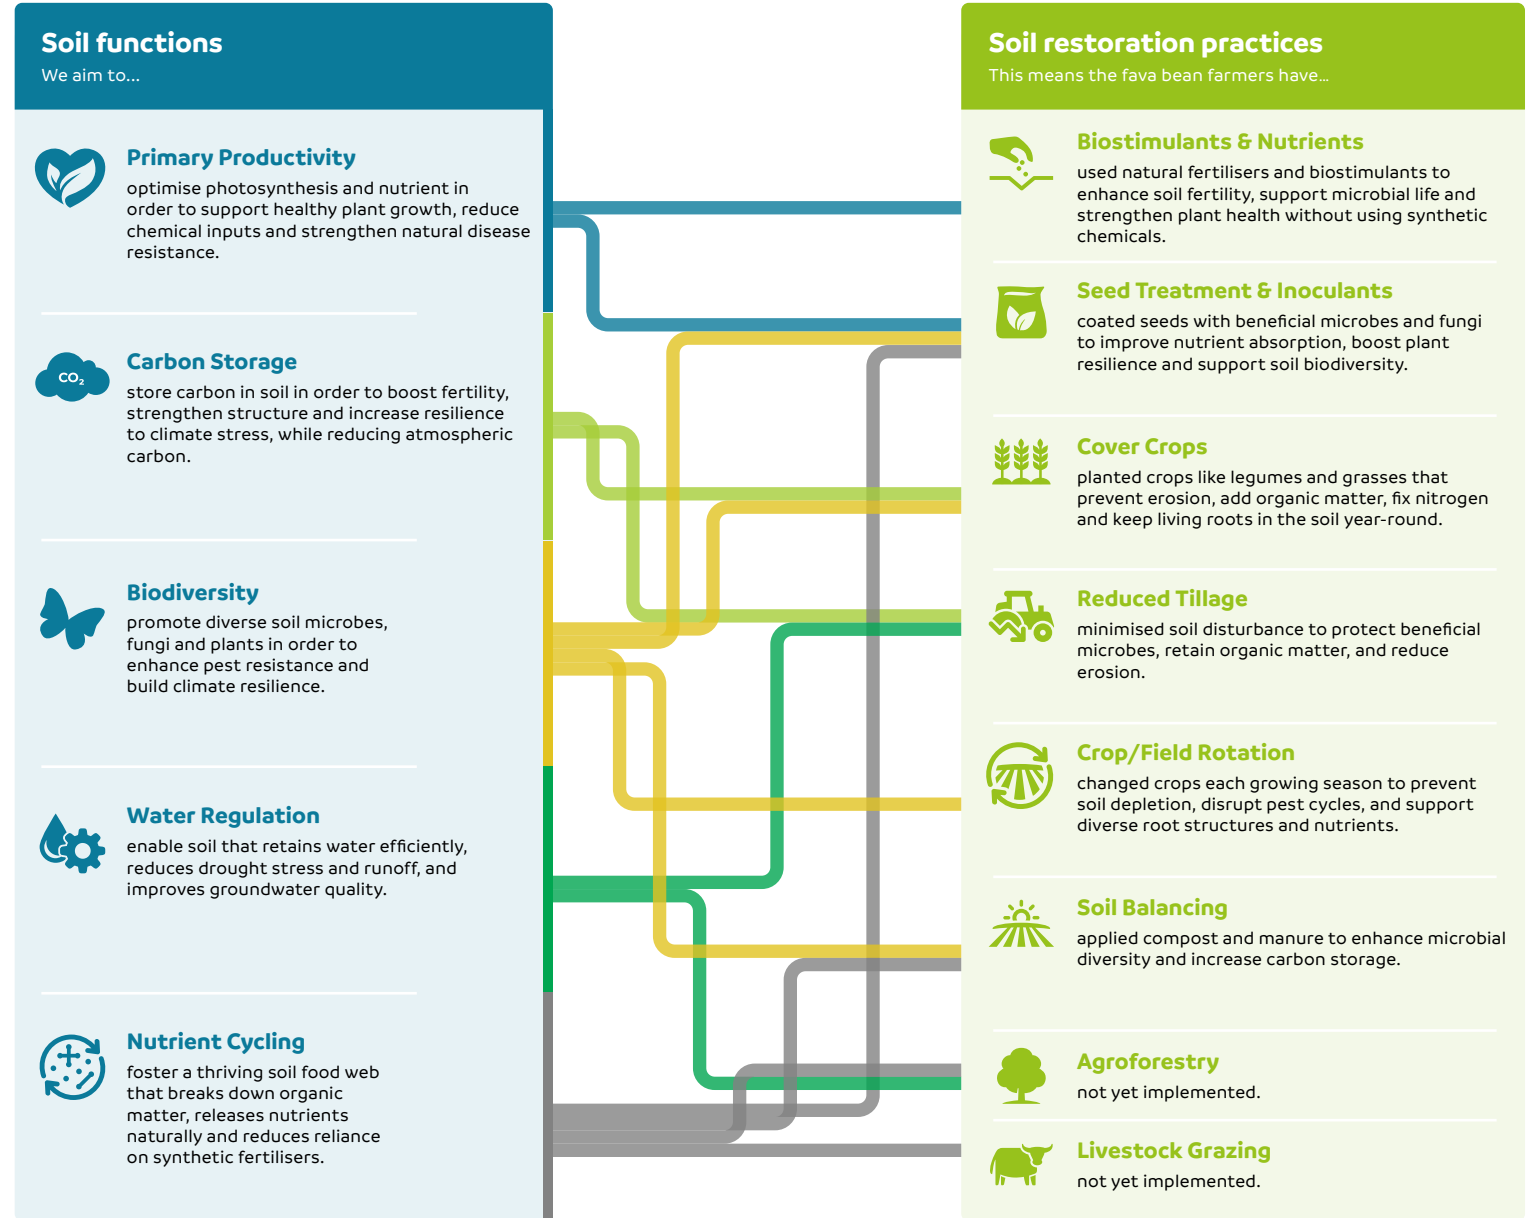 Soil functions
We aim to...
Primary Productivity
optimise photosynthesis and nutrient in
order to support healthy plant growth, reduce
chemical inputs and strengthen natural disease
resistance.
CO₂
Carbon Storage
store carbon in soil in order to boost fertility,
strengthen structure and increase resilience
to climate stress, while reducing atmospheric
carbon.
Biodiversity
promote diverse soil microbes,
fungi and plants in order to
enhance pest resistance and
build climate resilience.
Water Regulation
enable soil that retains water efficiently,
reduces drought stress and runoff, and
improves groundwater quality.
Nutrient Cycling
foster a thriving soil food web
that breaks down organic
matter, releases nutrients
naturally and reduces reliance
on synthetic fertilisers.
Soil restoration practices
This means the fava bean farmers have...
Biostimulants & Nutrients
used natural fertilisers and biostimulants to
enhance soil fertility, support microbial life and
strengthen plant health without using synthetic
chemicals.
Seed Treatment & Inoculants
coated seeds with beneficial microbes and fungi
to improve nutrient absorption, boost plant
resilience and support soil biodiversity.
Cover Crops
planted crops like legumes and grasses that
prevent erosion, add organic matter, fix nitrogen
and keep living roots in the soil year-round.
Reduced Tillage
minimised soil disturbance to protect beneficial
microbes, retain organic matter, and reduce
erosion.
Crop/Field Rotation
changed crops each growing season to prevent
soil depletion, disrupt pest cycles, and support
diverse root structures and nutrients.
Soil Balancing
applied compost and manure to enhance microbial
diversity and increase carbon storage.
Agroforestry
not yet implemented.
Livestock Grazing
not yet implemented.